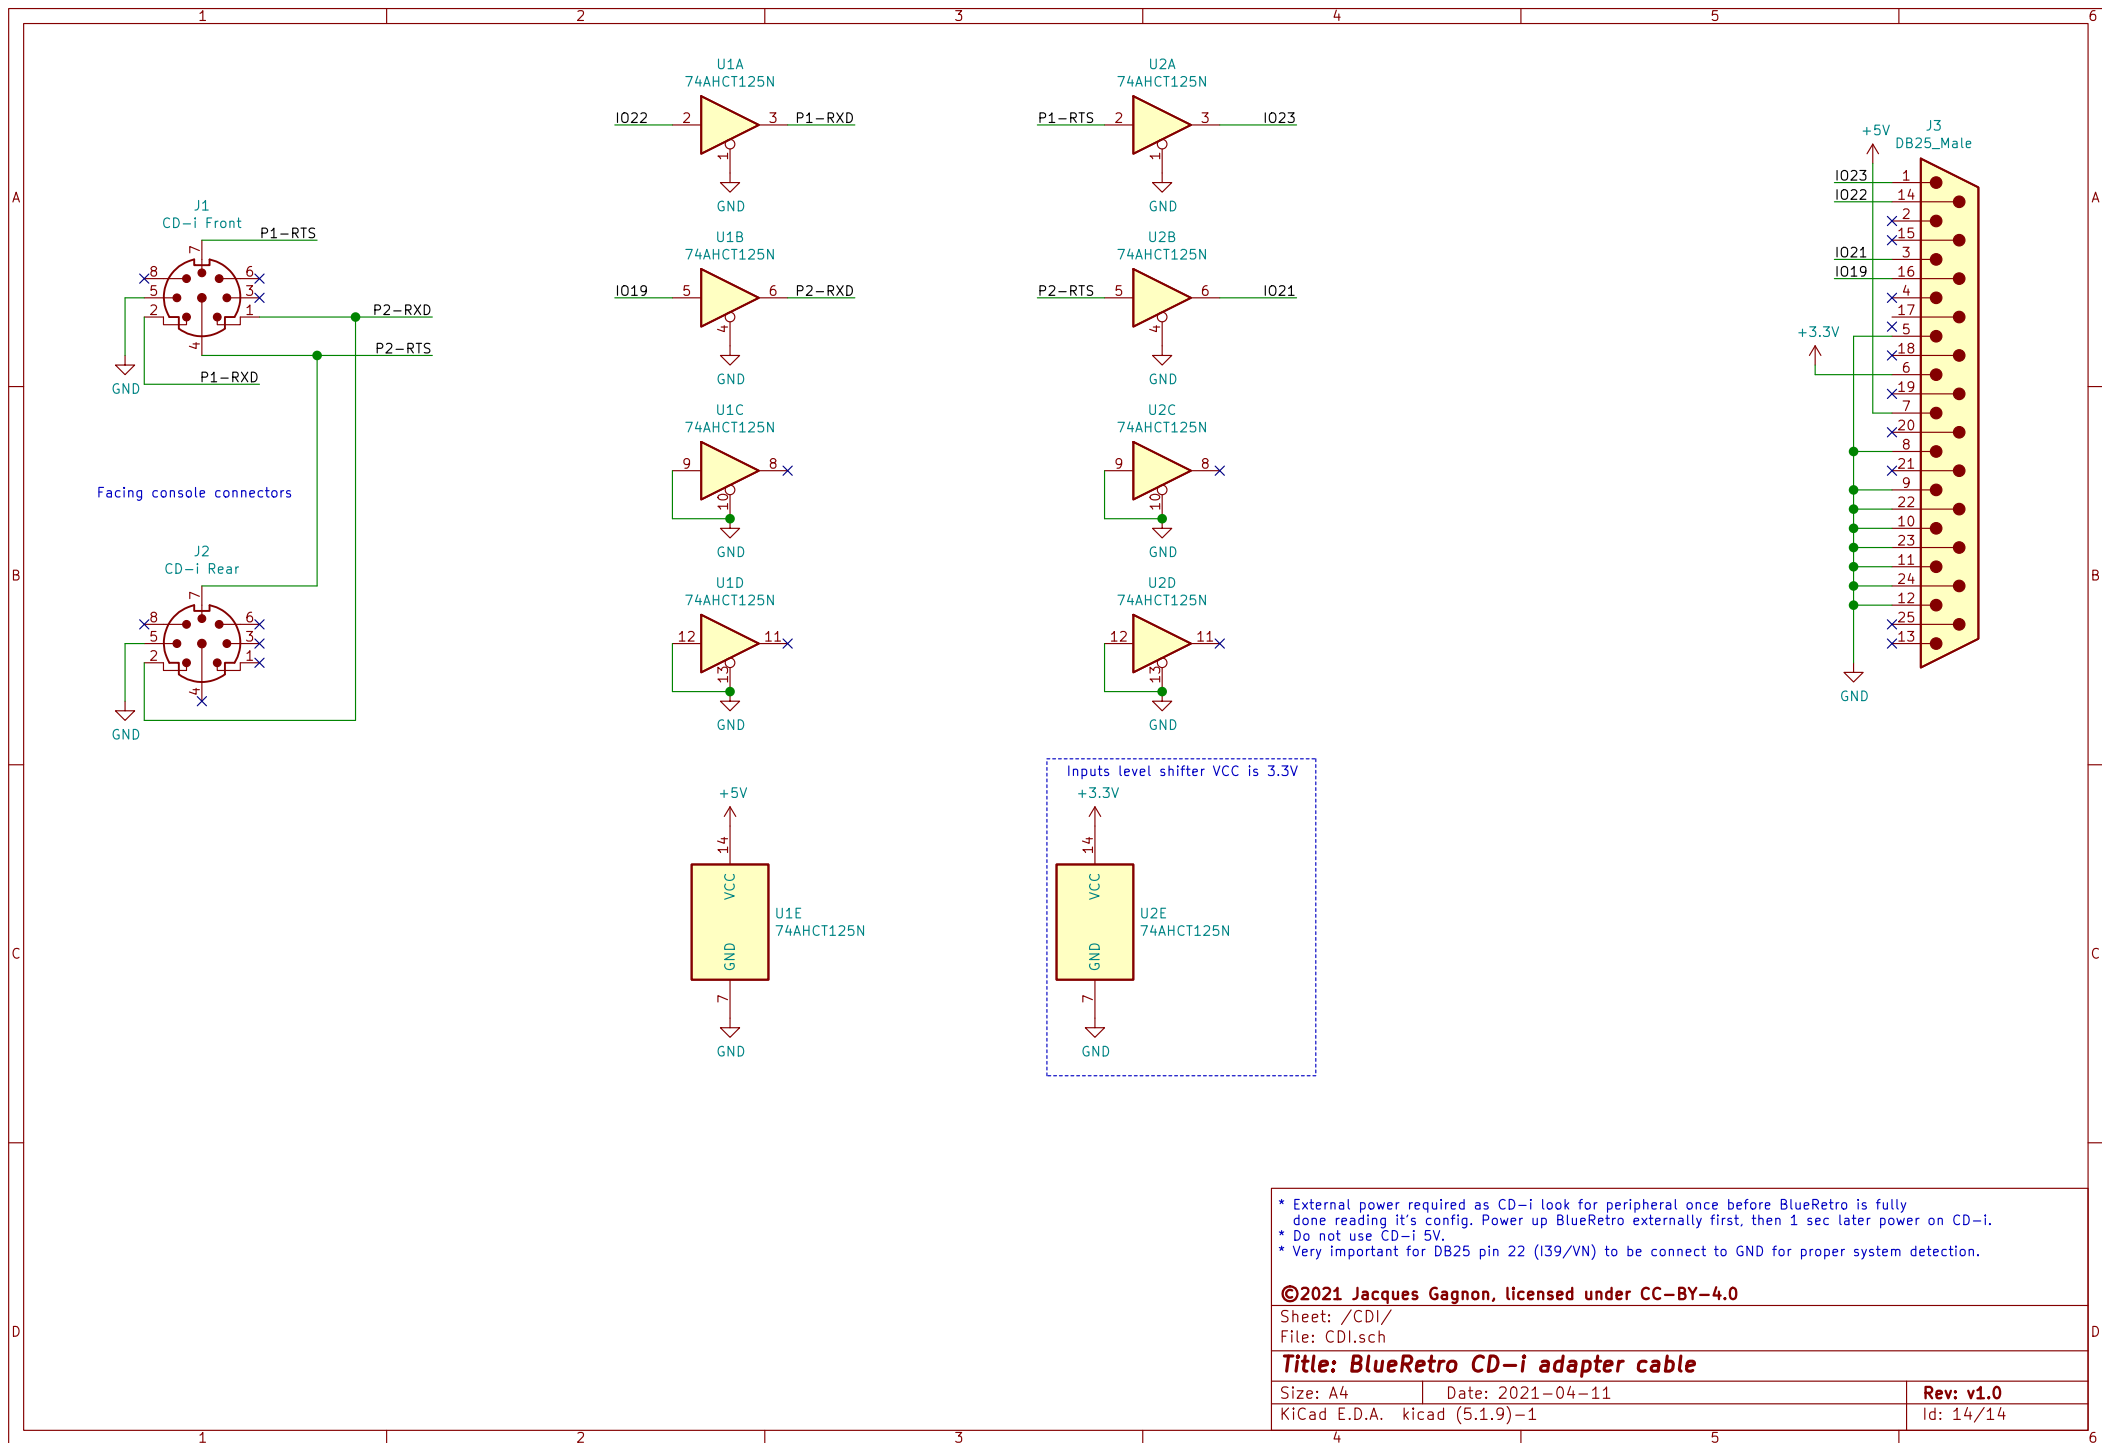 1 2 3 4 5 6
A
B
C
D
A
B
C
D
J1
CD-i Front
P1-RTS
7
8 6
5 3
2 1
4
P2-RXD
P2-RTS
P1-RXD
GND
Facing console connectors
J2
CD-i Rear
7
8 6
5 3
2 1
4
GND
U1A
74AHCT125N
IO22 2 3 P1-RXD
1
GND
U1B
74AHCT125N
IO19 5 6 P2-RXD
4
GND
U1C
74AHCT125N
9 8
10
GND
U1D
74AHCT125N
12 11
13
GND
+5V
14
VCC
GND
U1E
74AHCT125N
7
GND
U2A
74AHCT125N
P1-RTS 2 3 IO23
1
GND
U2B
74AHCT125N
P2-RTS 5 6 IO21
4
GND
U2C
74AHCT125N
9 8
10
GND
U2D
74AHCT125N
12 11
13
GND
Inputs level shifter VCC is 3.3V
+3.3V
14
VCC
GND
U2E
74AHCT125N
7
GND
J3
DB25_Male
+5V
IO23 1
IO22 14
2
15
IO21 3
IO19 16
4
17
+3.3V
5
18
6
19
7
20
8
21
9
22
10
23
11
24
12
25
13
GND
* External power required as CD-i look for peripheral once before BlueRetro is fully
done reading it's config. Power up BlueRetro externally first, then 1 sec later power on CD-i.
* Do not use CD-i 5V.
* Very important for DB25 pin 22 (I39/VN) to be connect to GND for proper system detection.
©2021 Jacques Gagnon, licensed under CC-BY-4.0
Sheet: /CDI/
File: CDI.sch
Title: BlueRetro CD-i adapter cable
Size: A4 Date: 2021-04-11 Rev: v1.0
KiCad E.D.A. kicad (5.1.9)-1 Id: 14/14
1 2 3 4 5 6